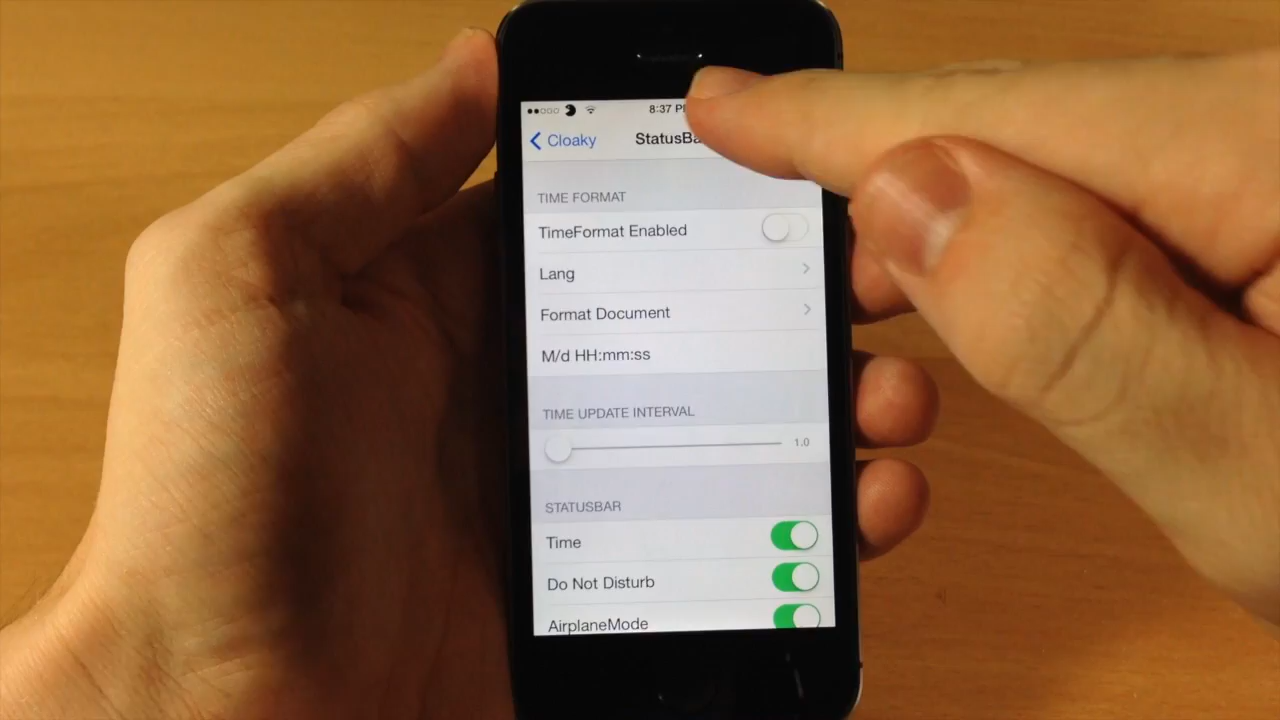 8:37 P
Cloaky StatusBa
TIME FORMAT
TimeFormat Enabled
Lang
Format Document
M/d HH:mm:ss
TIME UPDATE INTERVAL
1.0
STATUSBAR
Time
Do Not Disturb
AirplaneMode